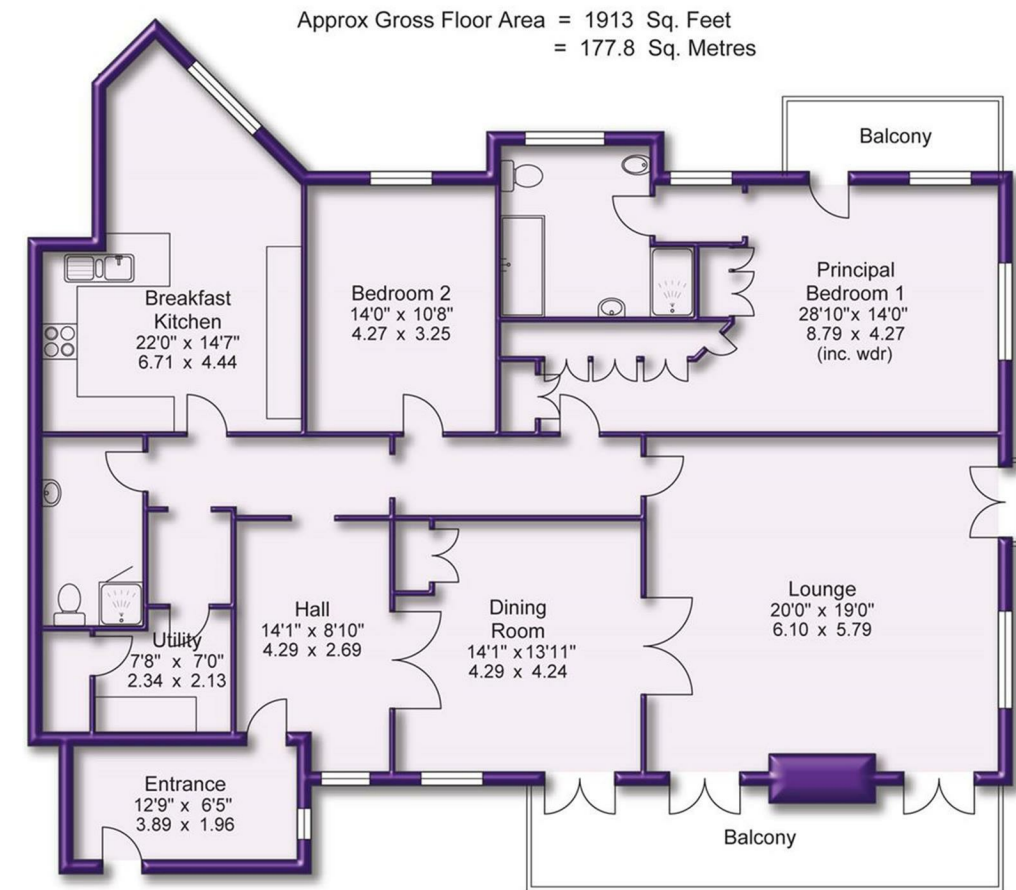 Approx Gross Floor Area = 1913 Sq. Feet
= 177.8 Sq. Metres
Balcony
Breakfast
Kitchen
22'0" x 14'7"
6.71 x 4.44
Bedroom 2
14'0" x 10'8"
4.27 x 3.25
Principal
Bedroom 1
28'10"x 14'0"
8.79 x 4.27
(inc. wdr)
Utility
7'8" x 7'0"
2.34 x 2.13
Hall
14'1" x 8'10"
4.29 x 2.69
Dining
Room
14'1" x13'11"
4.29 x 4.24
Lounge
20'0" x 19'0"
6.10 x 5.79
Entrance
12'9" x 6'5"
3.89 x 1.96
Balcony